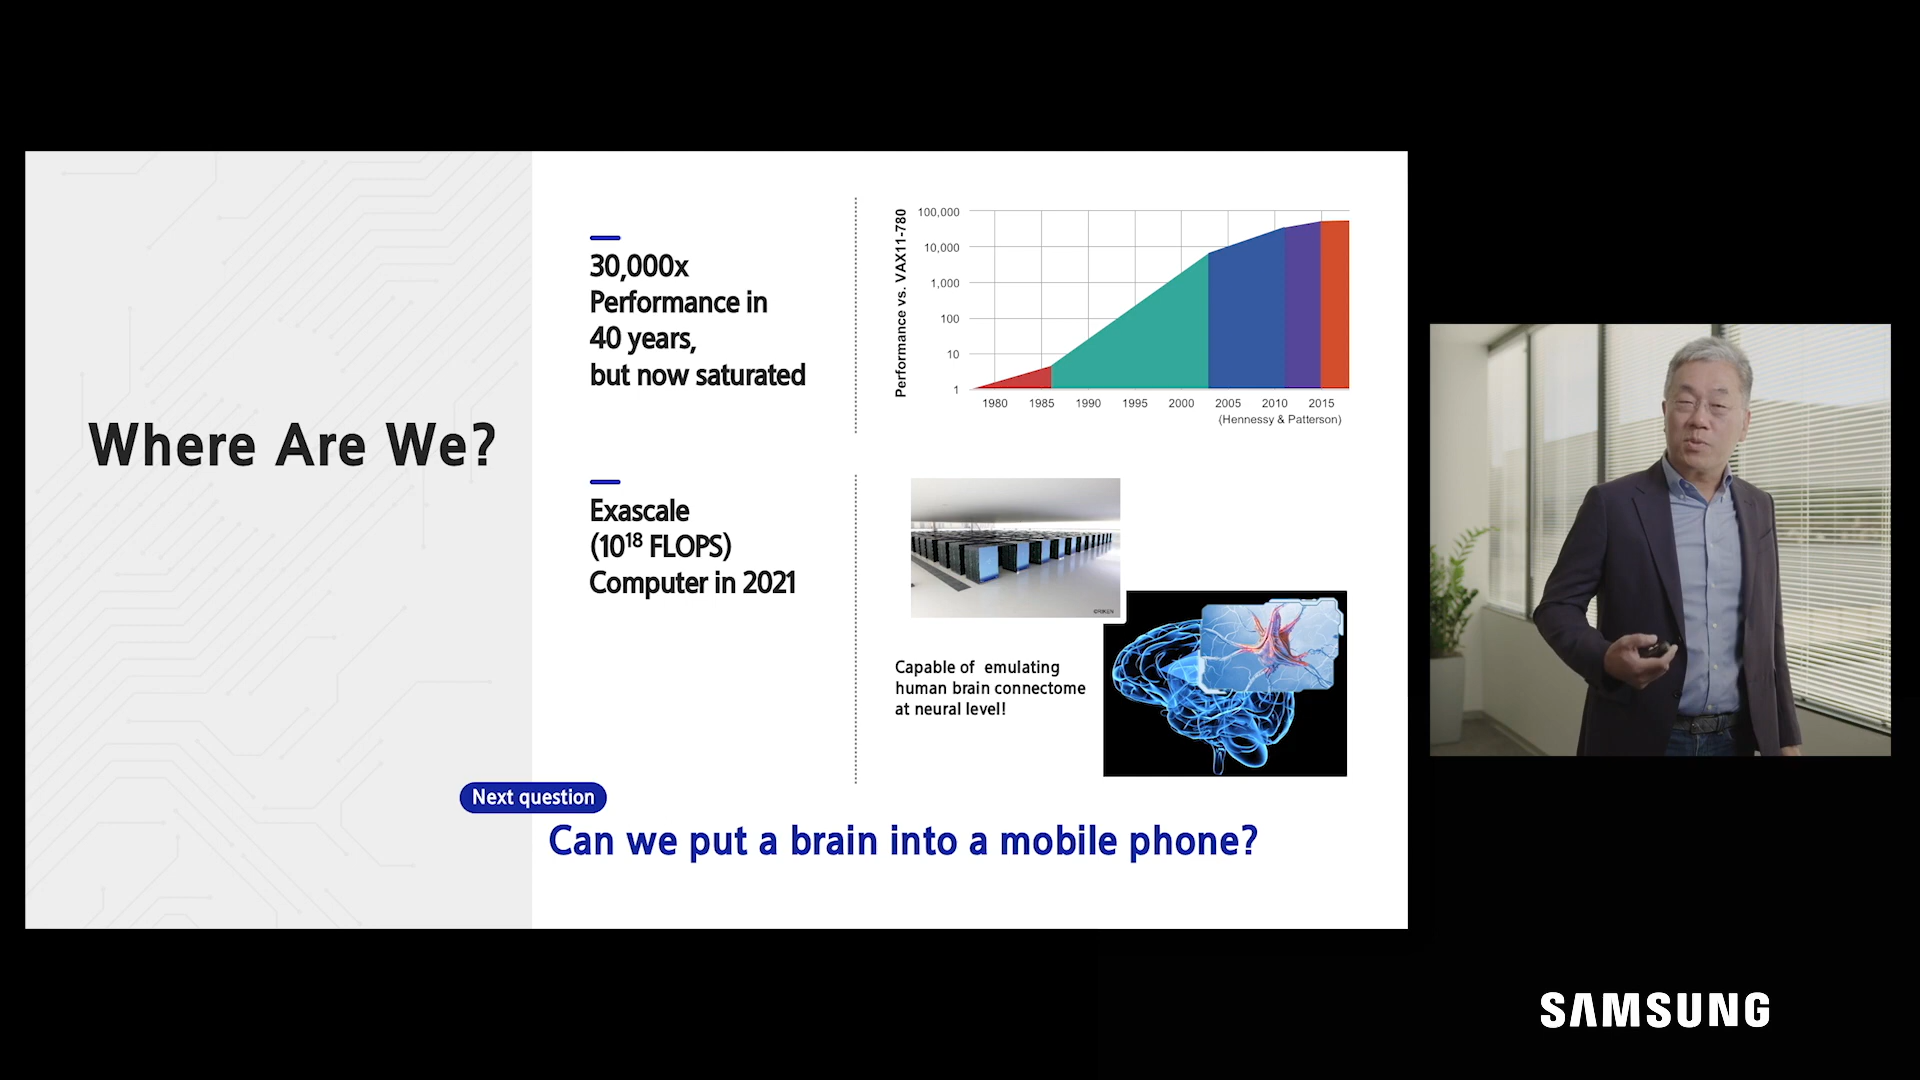 Where Are We?
30,000x
Performance in
40 years,
but now saturated
Performance vs. VAX11-780
100,000
10,000
1,000
100
10
1
1980 1985 1990 1995 2000 2005 2010 2015
(Hennessy & Patterson)
Exascale
(10¹⁸ FLOPS)
Computer in 2021
©RIKEN
Capable of emulating
human brain connectome
at neural level!
Next question
Can we put a brain into a mobile phone?
SAMSUNG